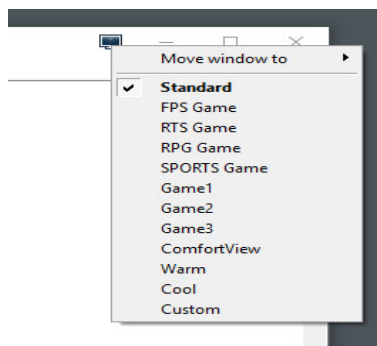 Move window to
Standard
FPS Game
RTS Game
RPG Game
SPORTS Game
Game1
Game2
Game3
ComfortView
Warm
Cool
Custom